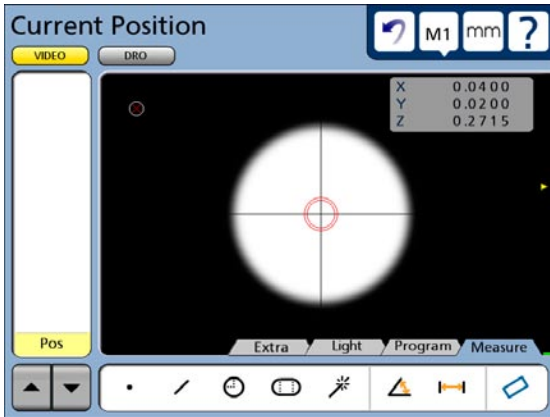 Current Position
M1 mm ?
VIDEO DRO
X 0.0400
Y 0.0200
Z 0.2715
Pos
Extra Light Program Measure